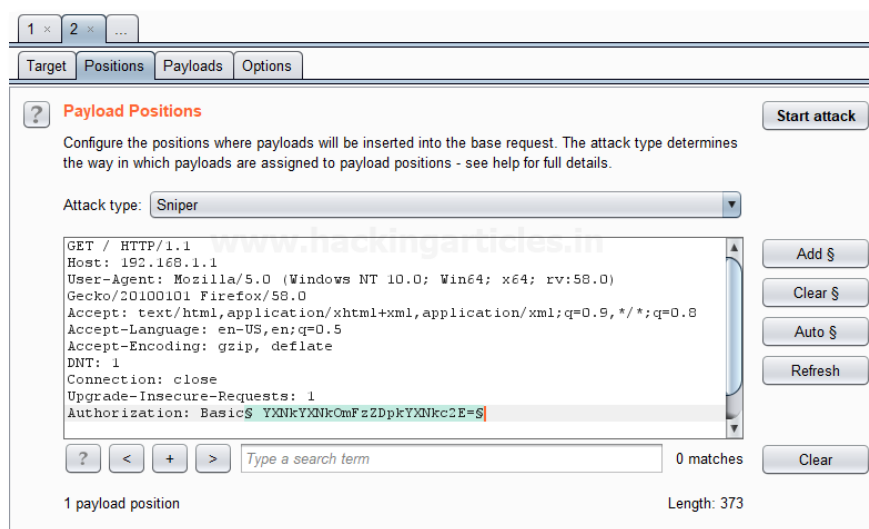 1 × 2 × ...
Target Positions Payloads Options
? Payload Positions
Start attack
Configure the positions where payloads will be inserted into the base request. The attack type determines
the way in which payloads are assigned to payload positions - see help for full details.
Attack type: Sniper
www.hackingarticles.in
GET / HTTP/1.1
Host: 192.168.1.1
User-Agent: Mozilla/5.0 (Windows NT 10.0; Win64; x64; rv:58.0)
Gecko/20100101 Firefox/58.0
Accept: text/html,application/xhtml+xml,application/xml;q=0.9,*/*;q=0.8
Accept-Language: en-US,en;q=0.5
Accept-Encoding: gzip, deflate
DNT: 1
Connection: close
Upgrade-Insecure-Requests: 1
Authorization: Basic§ YXNkYXNkOmFzZDpkYXNkc2E=§
Add §
Clear §
Auto §
Refresh
? < + > Type a search term 0 matches Clear
1 payload position Length: 373